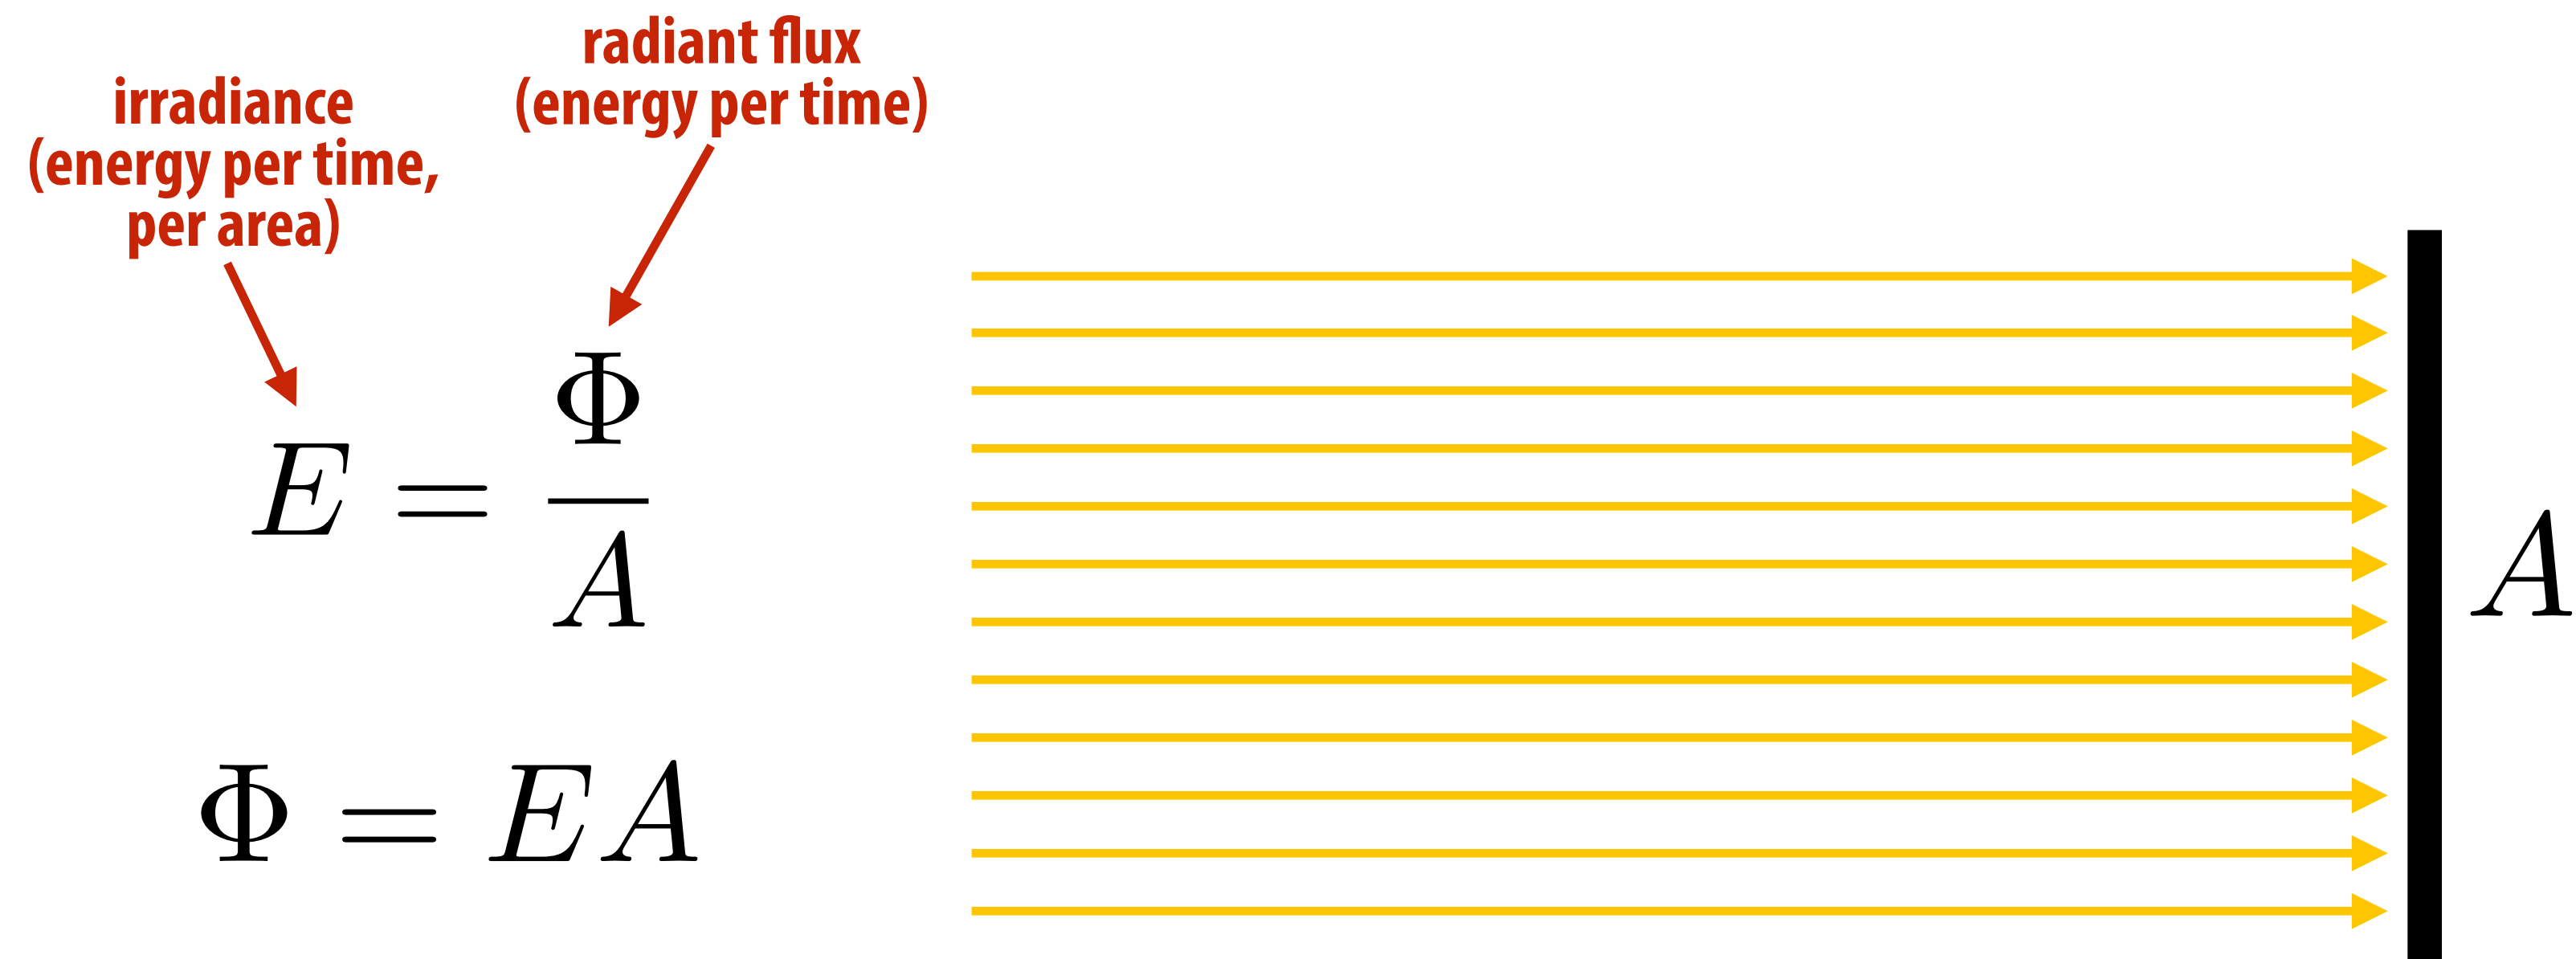 radiant flux
(energy per time)
irradiance
(energy per time,
per area)
E = Φ / A
Φ = EA
A